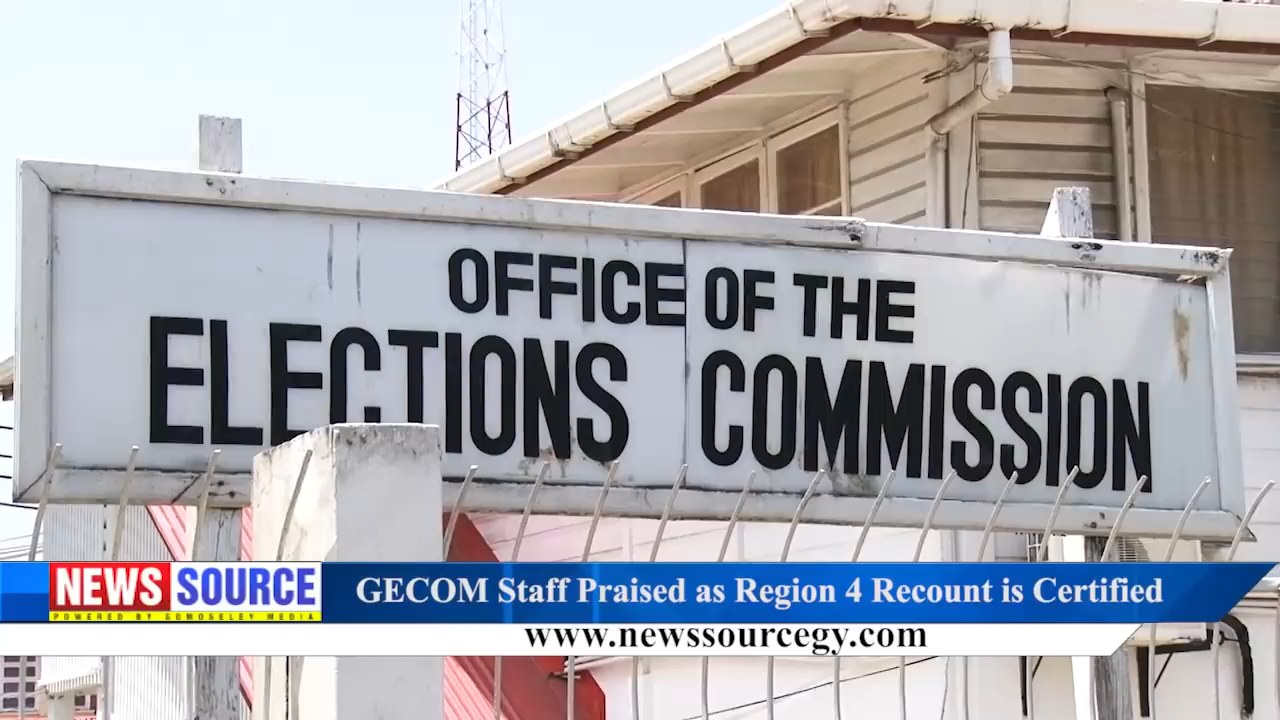 OFFICE OF THE
ELECTIONS COMMISSION
NEWS SOURCE
POWERED BY GOMOSELEY MEDIA
GECOM Staff Praised as Region 4 Recount is Certified
www.newssourcegy.com